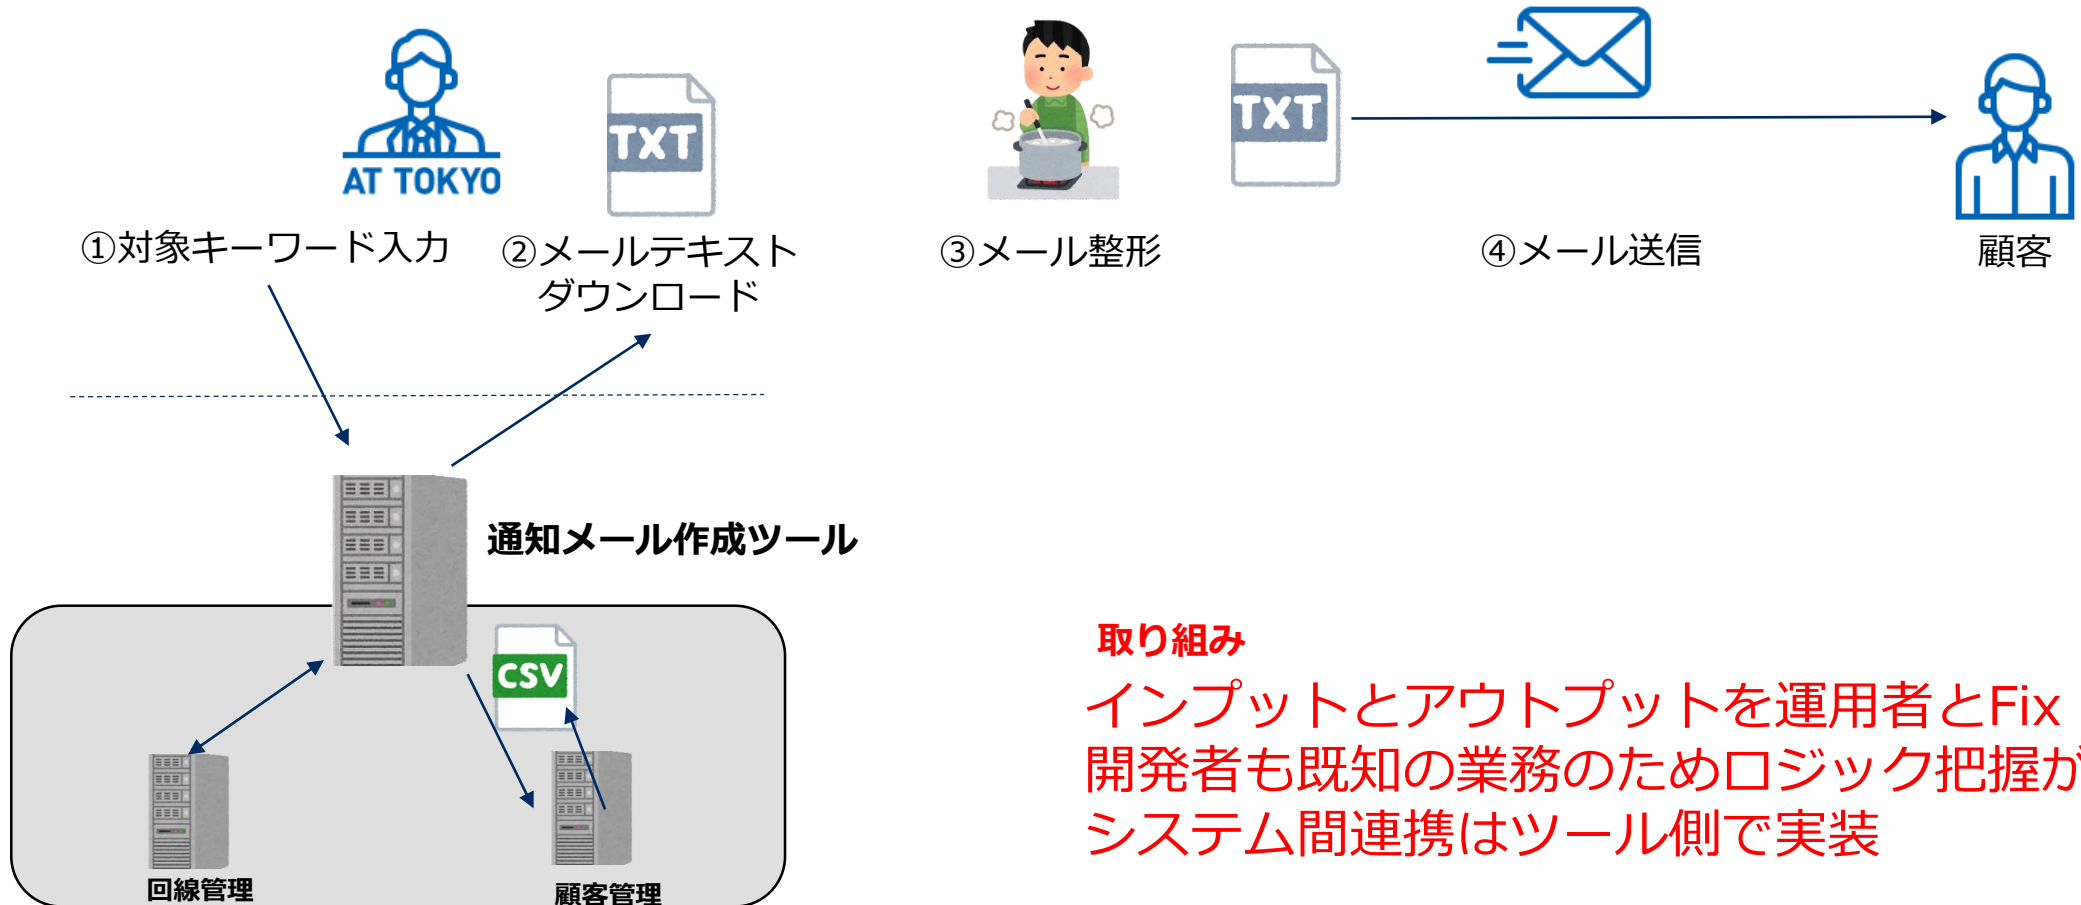 AT TOKYO
TXT
TXT
①対象キーワード入力
②メールテキスト
ダウンロード
③メール整形
④メール送信
顧客
通知メール作成ツール
CSV
回線管理
顧客管理
取り組み
インプットとアウトプットを運用者とFix
開発者も既知の業務のためロジック把握が
システム間連携はツール側で実装